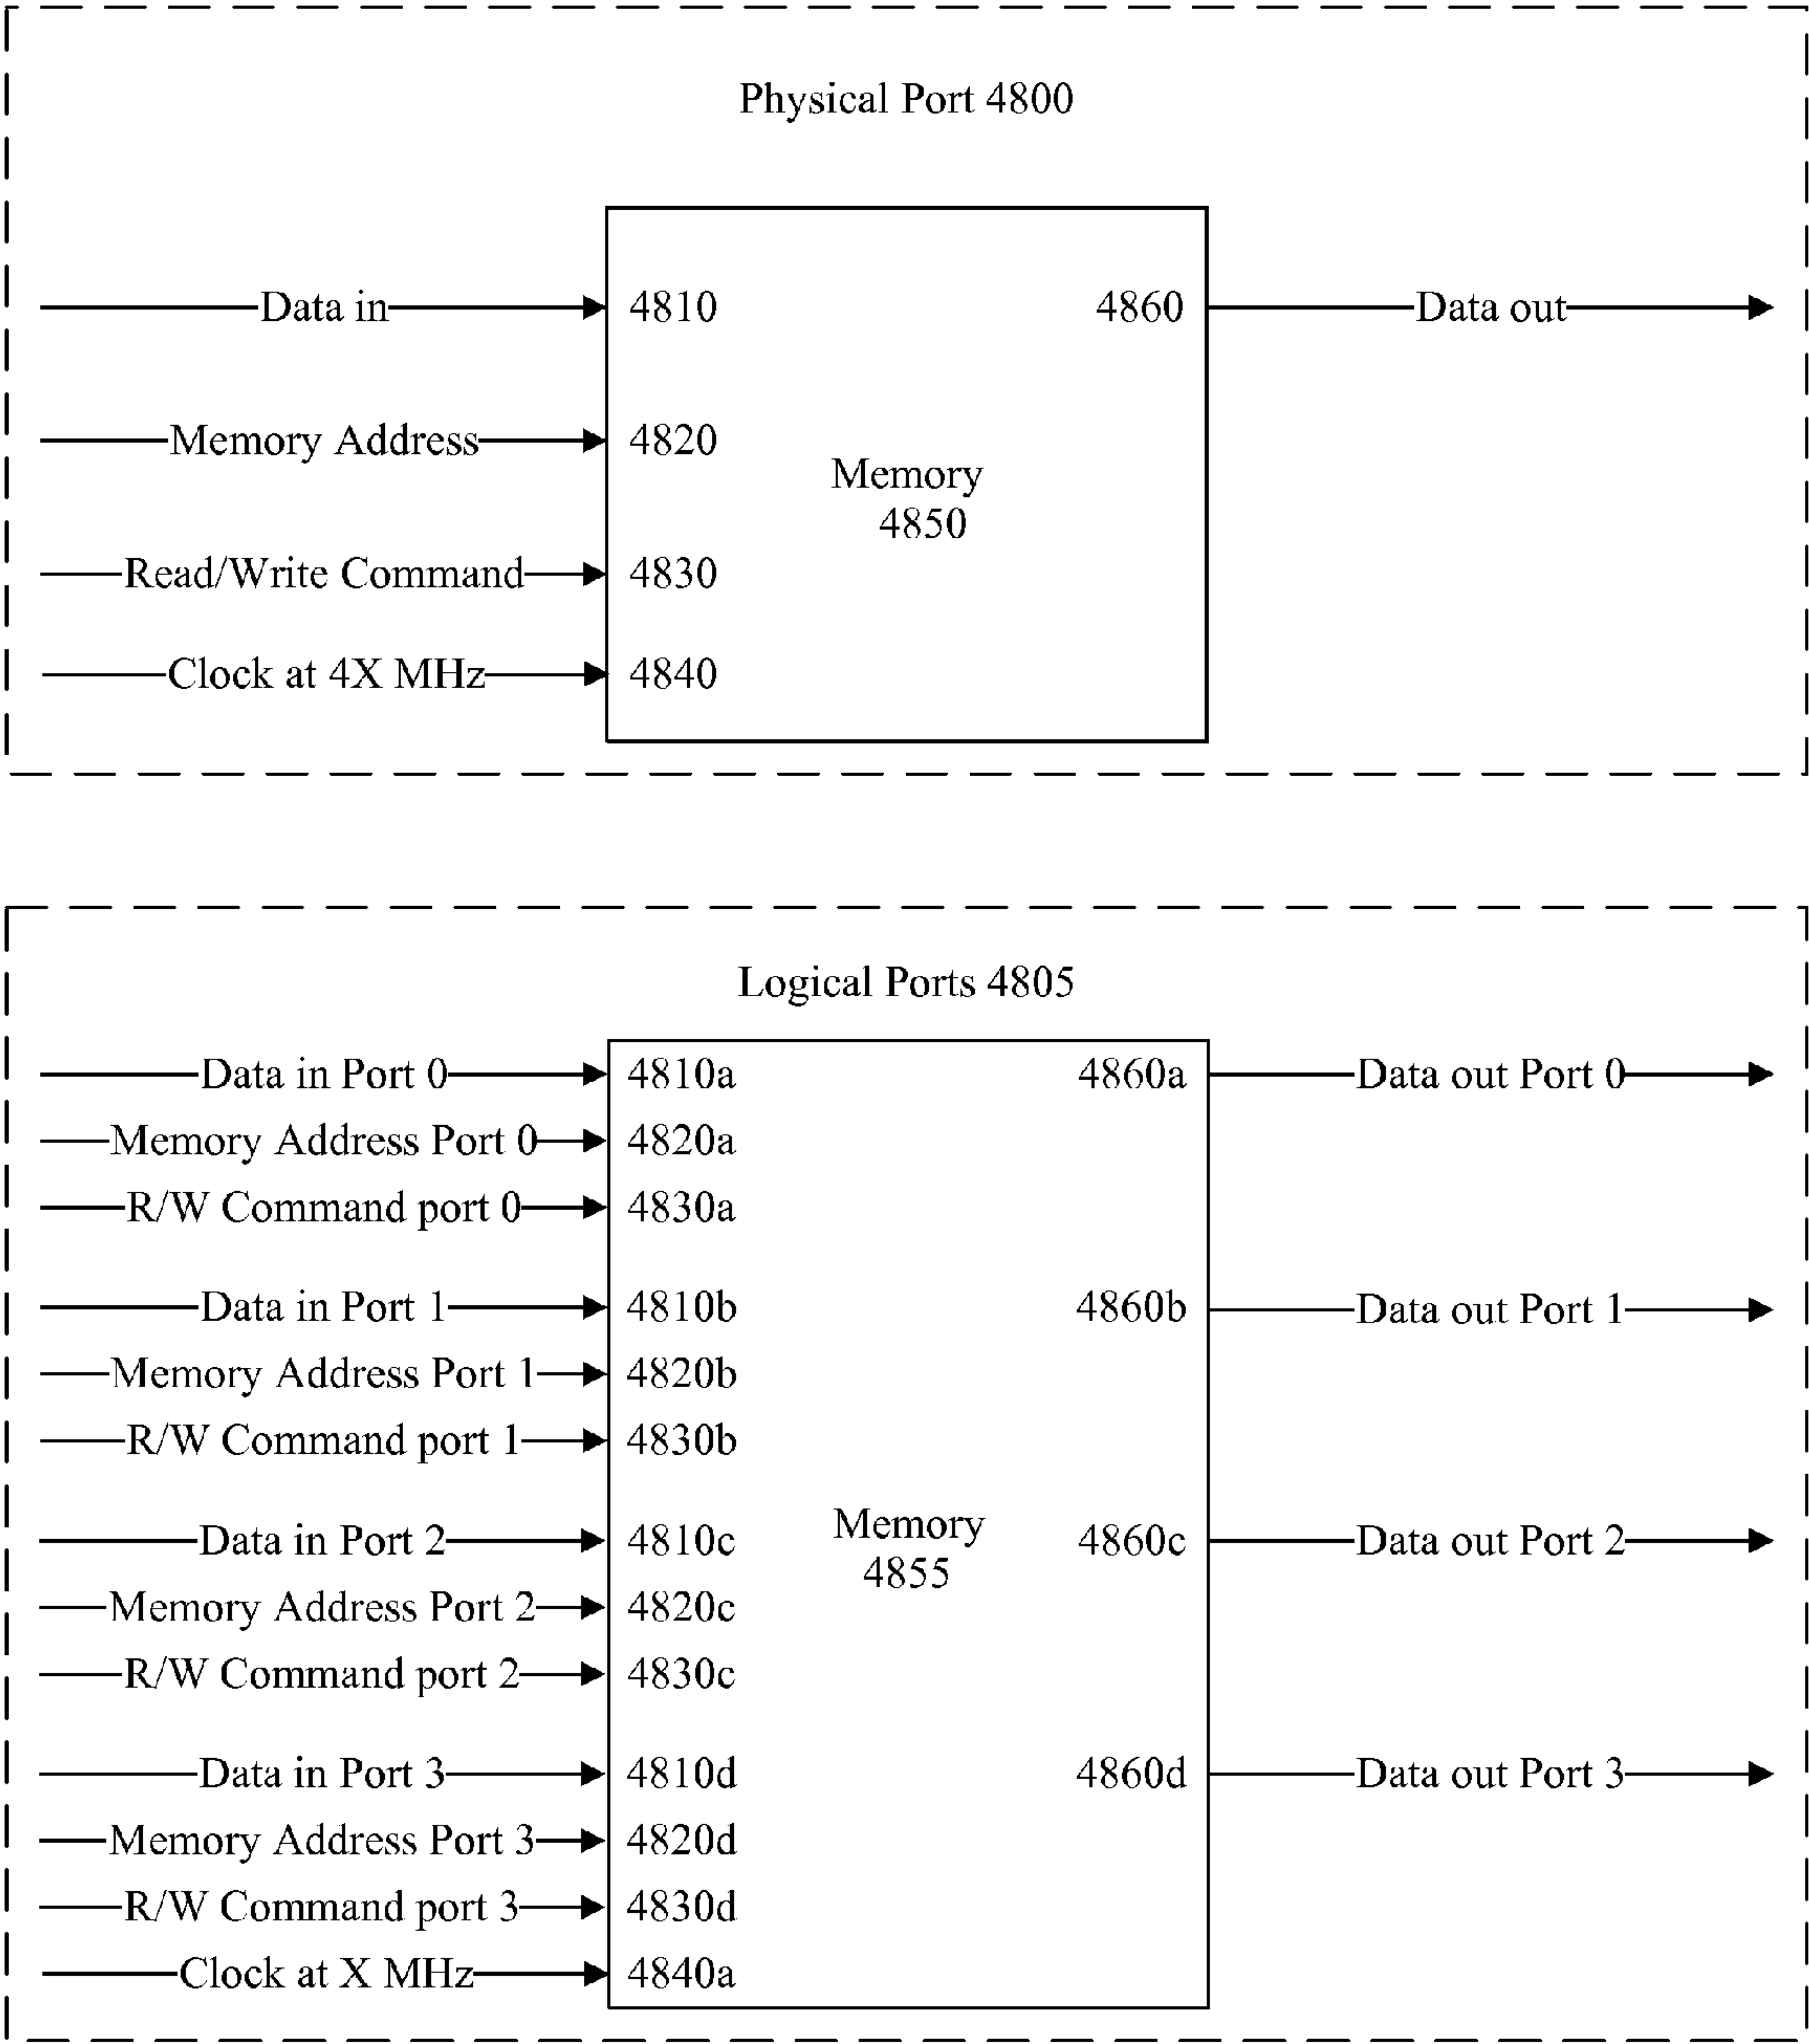 Physical Port 4800
Data in 4810 4860 Data out
Memory Address 4820
Memory
4850
Read/Write Command 4830
Clock at 4X MHz 4840
Logical Ports 4805
Data in Port 0 4810a 4860a Data out Port 0
Memory Address Port 0 4820a
R/W Command port 0 4830a
Data in Port 1 4810b 4860b Data out Port 1
Memory Address Port 1 4820b
R/W Command port 1 4830b
Memory
4855
Data in Port 2 4810c 4860c Data out Port 2
Memory Address Port 2 4820c
R/W Command port 2 4830c
Data in Port 3 4810d 4860d Data out Port 3
Memory Address Port 3 4820d
R/W Command port 3 4830d
Clock at X MHz 4840a